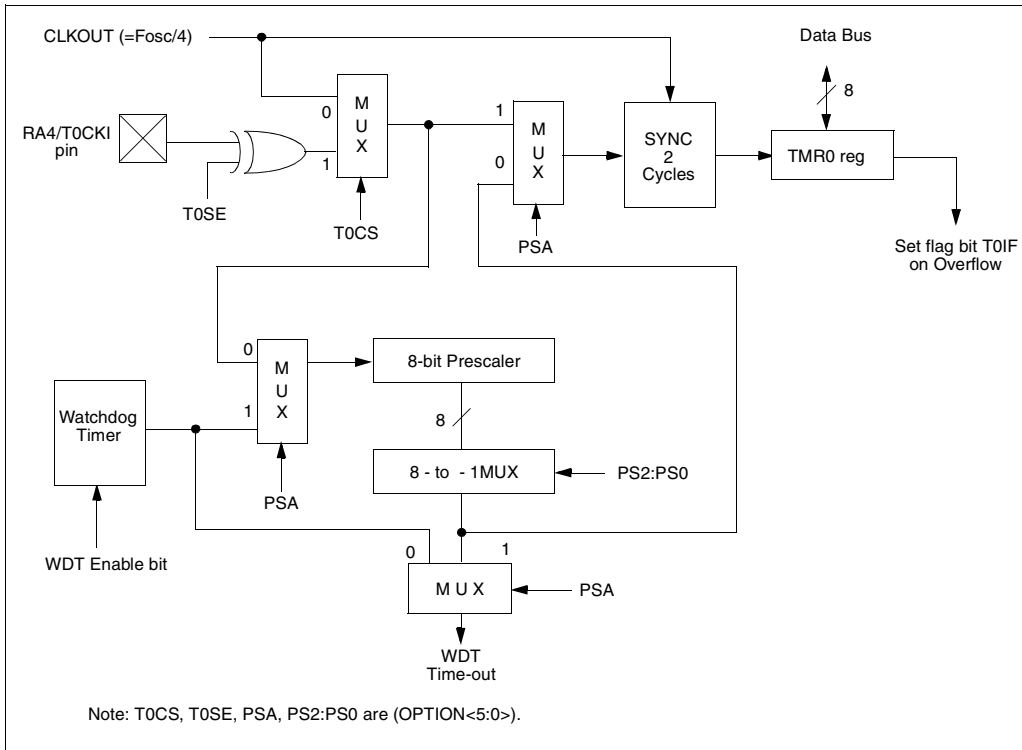 CLKOUT (=Fosc/4)
Data Bus
8
RA4/T0CKI
pin
T0SE
0
1
M
U
X
T0CS
1
0
M
U
X
PSA
SYNC
2
Cycles
TMR0 reg
Set flag bit T0IF
on Overflow
0
1
M
U
X
PSA
8-bit Prescaler
8
Watchdog
Timer
WDT Enable bit
8 - to - 1MUX
PS2:PS0
0
1
M U X
PSA
WDT
Time-out
Note: T0CS, T0SE, PSA, PS2:PS0 are (OPTION<5:0>).